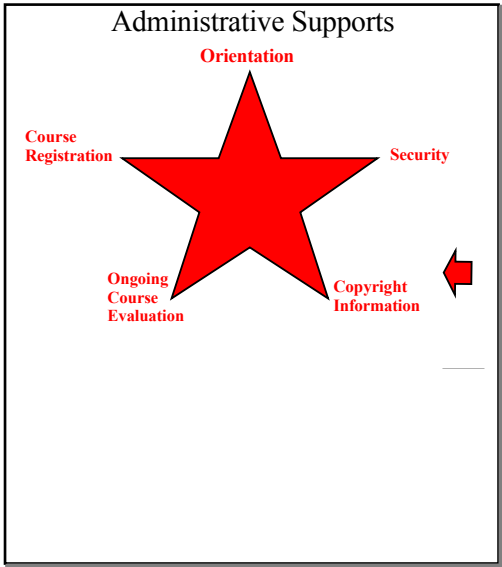 Administrative Supports
Orientation
Course
Registration
Security
Ongoing
Course
Evaluation
Copyright
Information